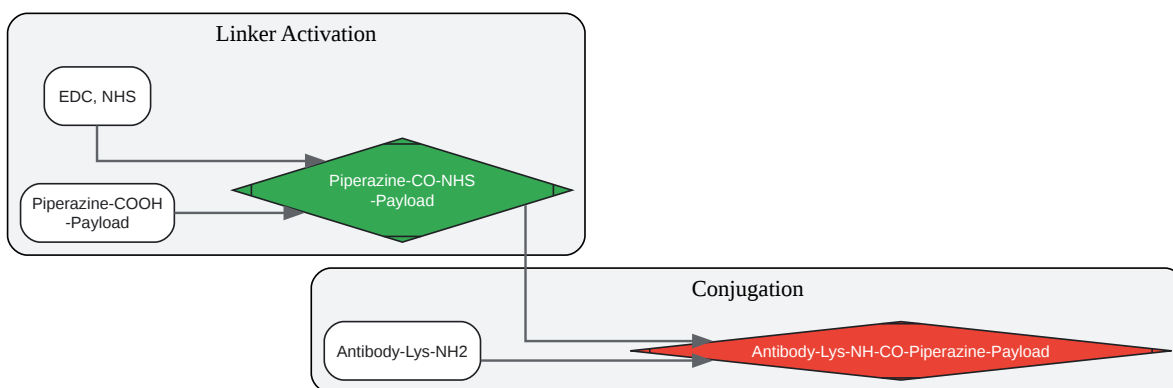 Linker Activation
EDC, NHS
Piperazine-CO-NHS
-Payload
Piperazine-COOH
-Payload
Conjugation
Antibody-Lys-NH2
Antibody-Lys-NH-CO-Piperazine-Payload